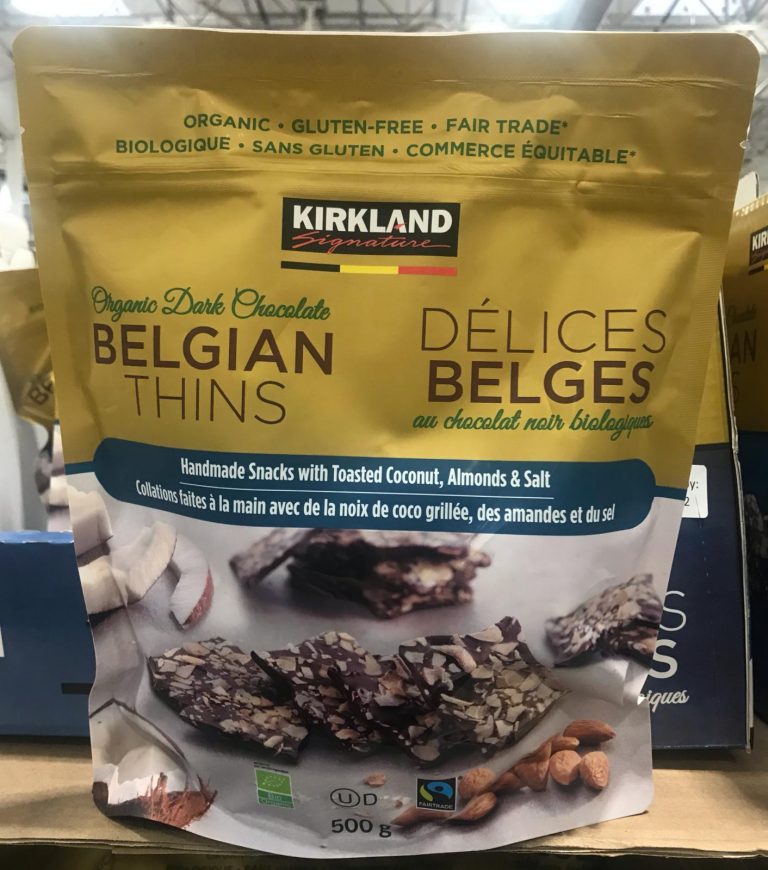 ORGANIC • GLUTEN-FREE • FAIR TRADE*
BIOLOGIQUE • SANS GLUTEN • COMMERCE ÉQUITABLE*
KIRKLAND
Signature
Organic Dark Chocolate
BELGIAN
THINS
DÉLICES
BELGES
au chocolat noir biologiques
Handmade Snacks with Toasted Coconut, Almonds & Salt
Collations faites à la main avec de la noix de coco grillée, des amandes et du sel
U D
FAIRTRADE
500 g